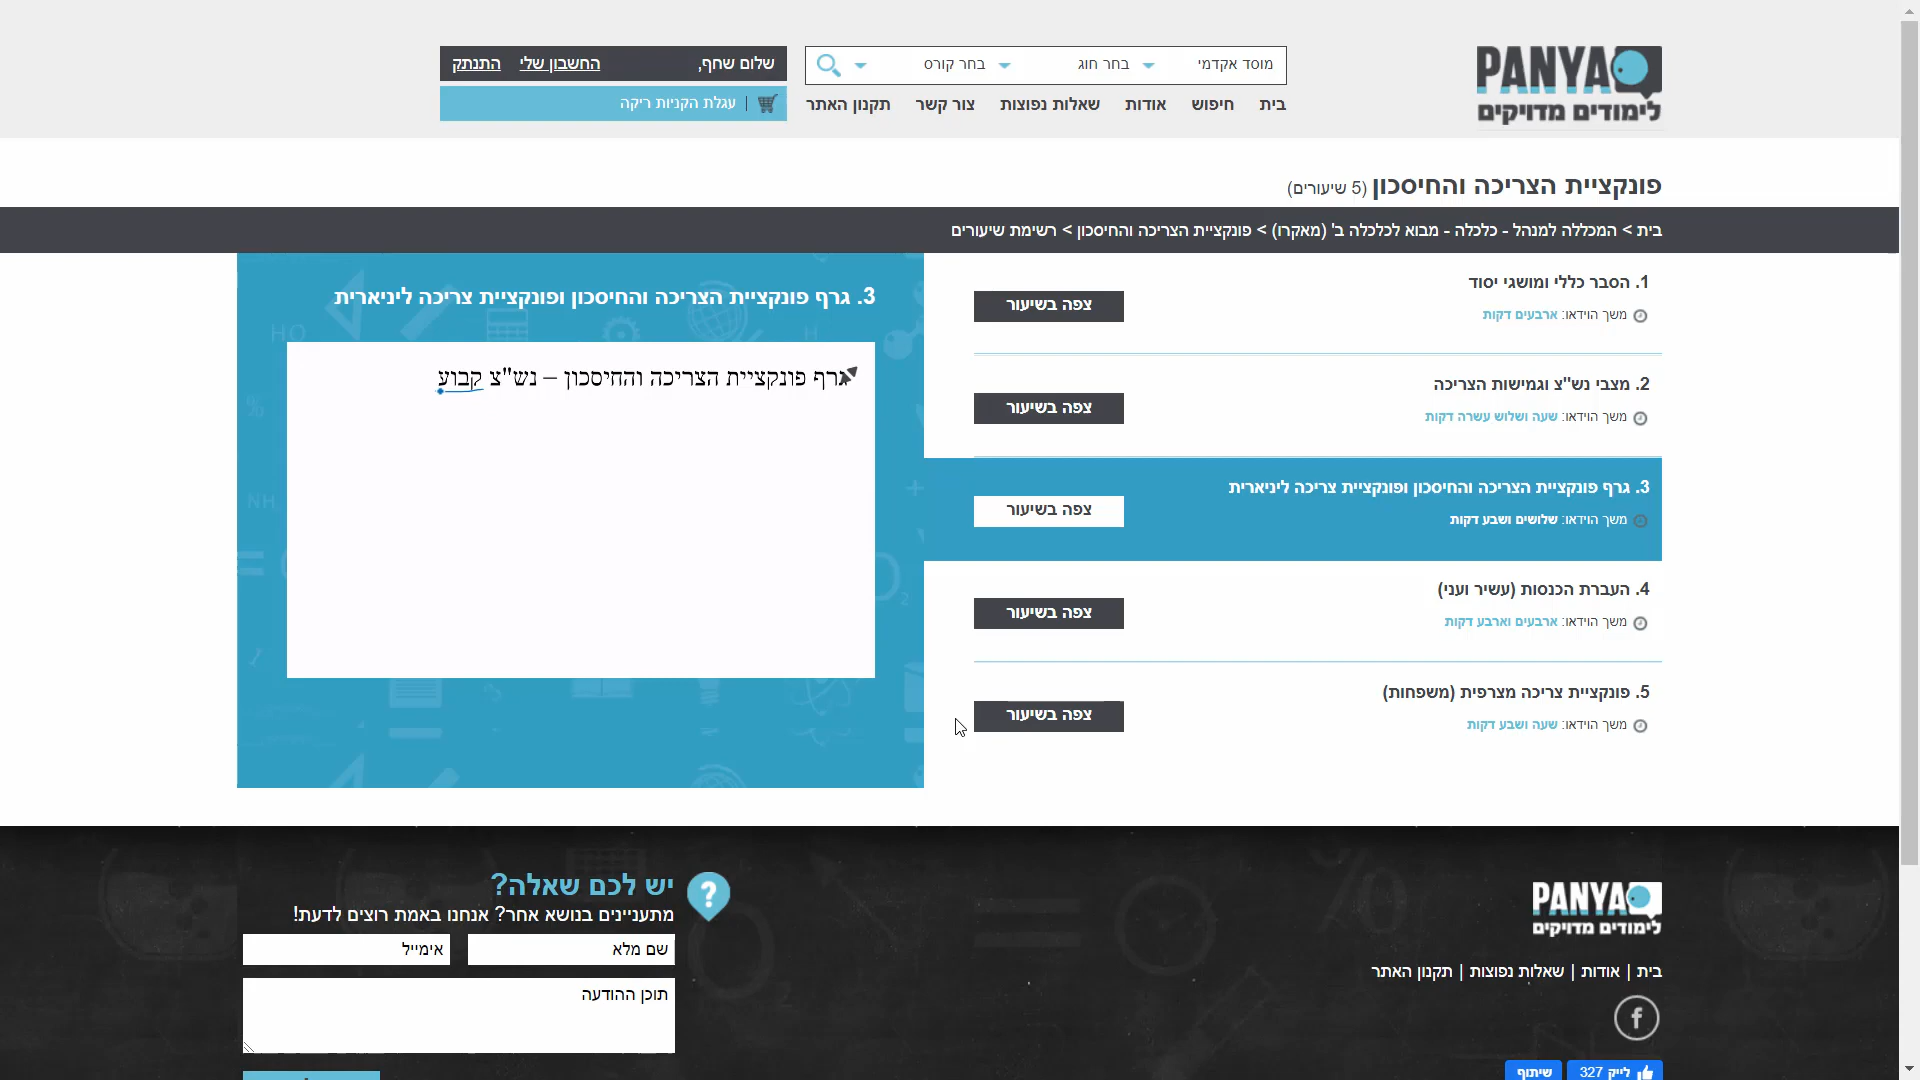 PANYA
לימודים מדויקים
מוסד אקדמי
בחר חוג
בחר קורס
שלום שחף,
החשבון שלי
התנתק
עגלת הקניות ריקה
בית
חיפוש
אודות
שאלות נפוצות
צור קשר
תקנון האתר
פונקציית הצריכה והחיסכון (5 שיעורים)
בית > המכללה למנהל - כלכלה - מבוא לכלכלה ב' (מאקרו) > פונקציית הצריכה והחיסכון > רשימת שיעורים
1. הסבר כללי ומושגי יסוד
משך הוידאו: ארבעים דקות
צפה בשיעור
2. מצבי נש"צ וגמישות הצריכה
משך הוידאו: שעה ושלוש עשרה דקות
צפה בשיעור
3. גרף פונקציית הצריכה והחיסכון ופונקציית צריכה ליניארית
משך הוידאו: שלושים ושבע דקות
צפה בשיעור
4. העברת הכנסות (עשיר ועני)
משך הוידאו: ארבעים וארבע דקות
צפה בשיעור
5. פונקציית צריכה מצרפית (משפחות)
משך הוידאו: שעה ושבע דקות
צפה בשיעור
3. גרף פונקציית הצריכה והחיסכון ופונקציית צריכה ליניארית
גרף פונקציית הצריכה והחיסכון – נש"צ קבוע
PANYA
לימודים מדויקים
בית | אודות | שאלות נפוצות | תקנון האתר
לייק 327
שיתוף
יש לכם שאלה?
מתעניינים בנושא אחר? אנחנו באמת רוצים לדעת!
שם מלא
אימייל
תוכן ההודעה